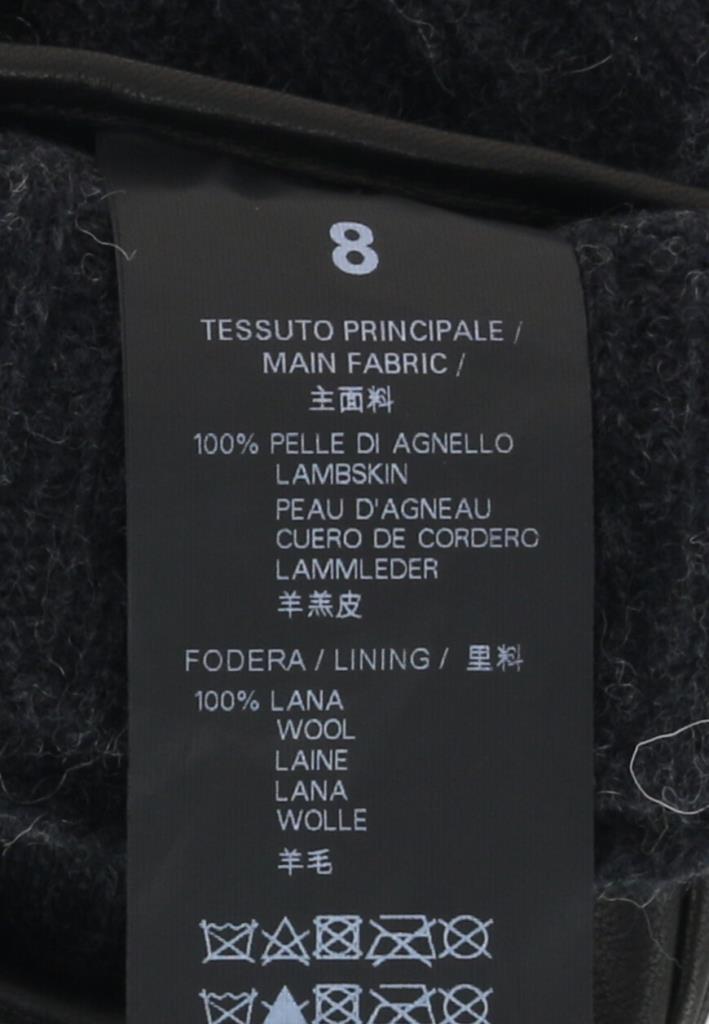 8
TESSUTO PRINCIPALE /
MAIN FABRIC /
主面料
100% PELLE DI AGNELLO
LAMBSKIN
PEAU D'AGNEAU
CUERO DE CORDERO
LAMMLEDER
羊羔皮
FODERA / LINING / 里料
100% LANA
WOOL
LAINE
LANA
WOLLE
羊毛